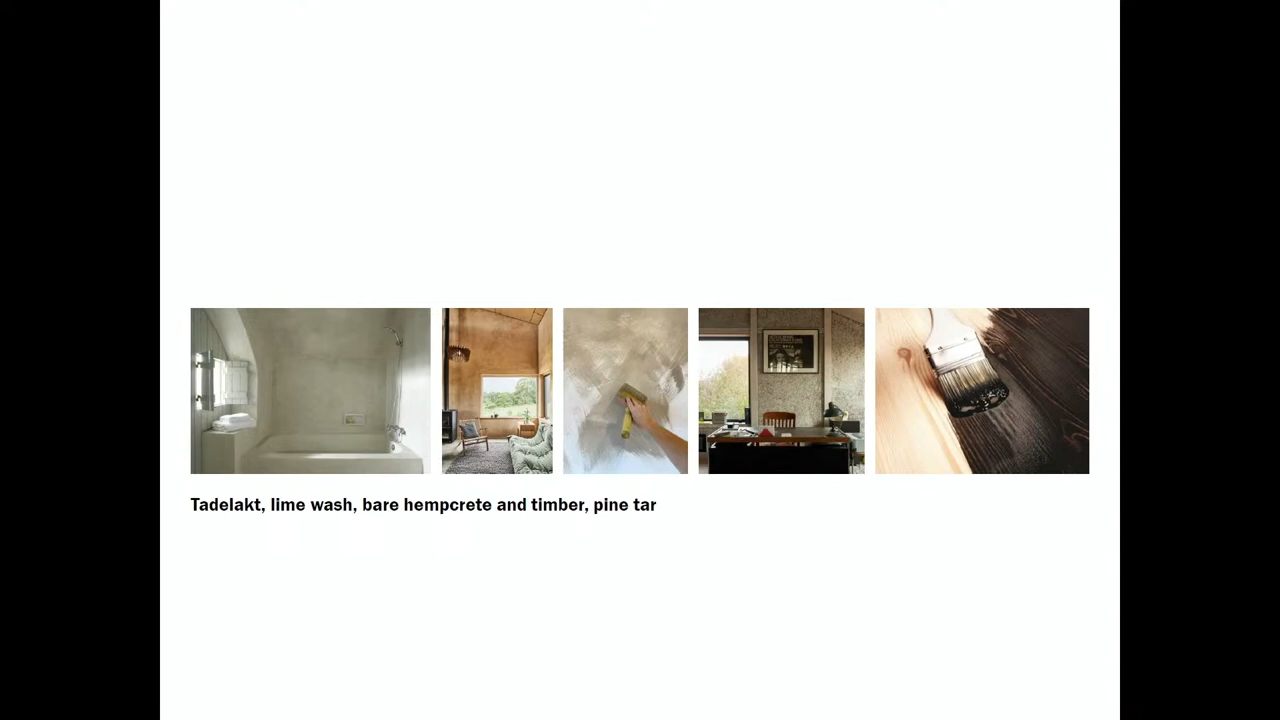 Tadelakt, lime wash, bare hempcrete and timber, pine tar